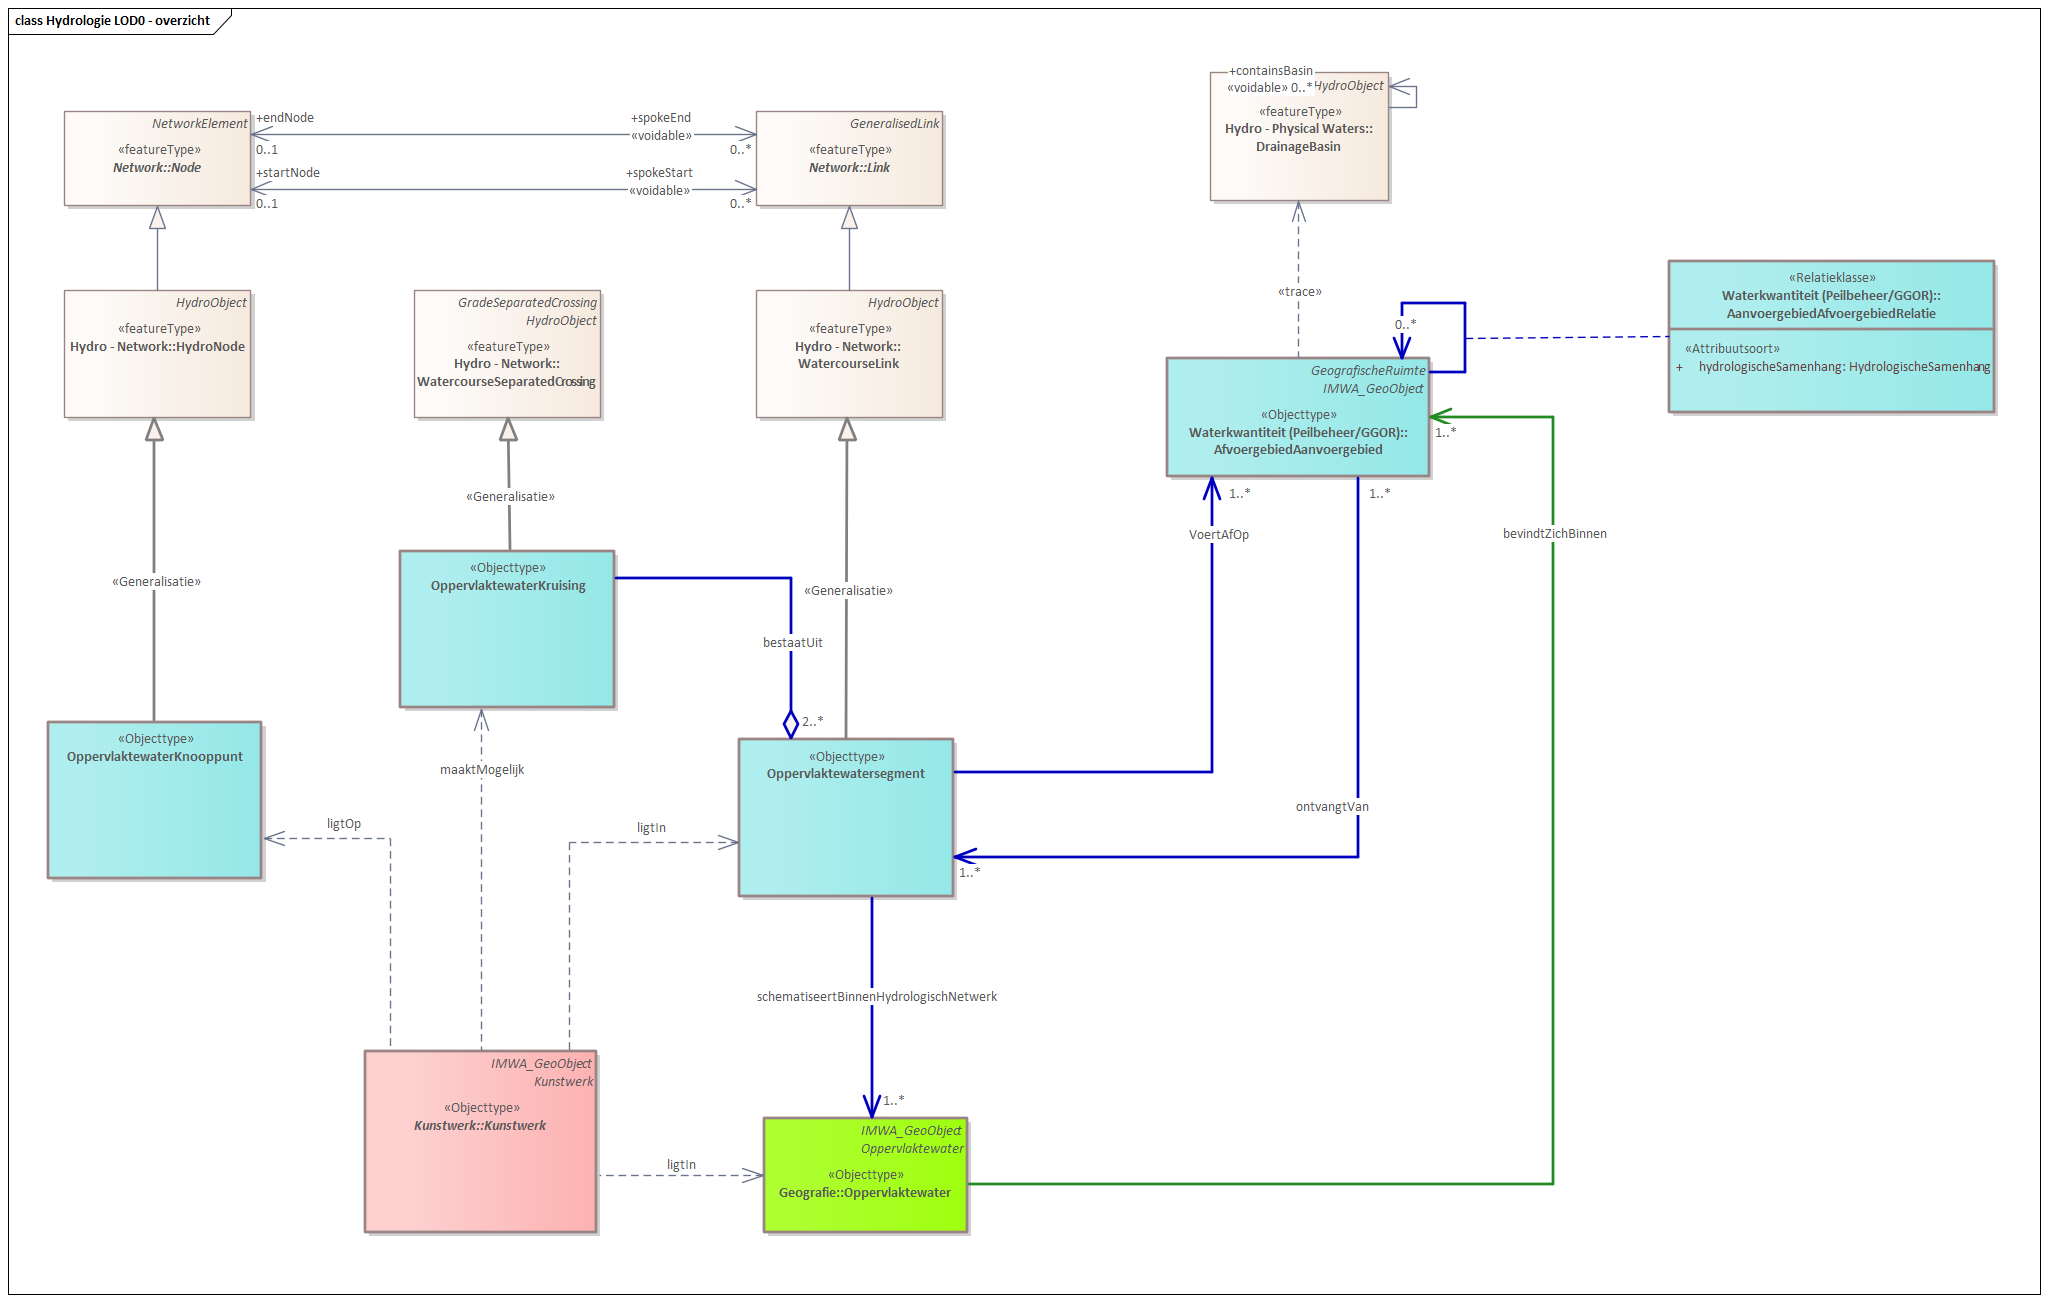 class Hydrologie LOD0 - overzicht
NetworkElement
«featureType»
Network::Node
+endNode
0..1
+startNode
0..1
+spokeEnd
«voidable»
0..*
+spokeStart
«voidable»
0..*
GeneralisedLink
«featureType»
Network::Link
+containsBasin
«voidable» 0..*
HydroObject
«featureType»
Hydro - Physical Waters::
DrainageBasin
HydroObject
«featureType»
Hydro - Network::HydroNode
GradeSeparatedCrossing
HydroObject
«featureType»
Hydro - Network::
WatercourseSeparatedCrossing
HydroObject
«featureType»
Hydro - Network::
WatercourseLink
«trace»
«Relatieklasse»
Waterkwantiteit (Peilbeheer/GGOR)::
AanvoergebiedAfvoergebiedRelatie
«Attribuutsoort»
+ hydrologischeSamenhang: HydrologischeSamenhang
0..*
GeografischeRuimte
IMWA_GeoObject
«Objecttype»
Waterkwantiteit (Peilbeheer/GGOR)::
AfvoergebiedAanvoergebied
1..*
1..*
1..*
«Generalisatie»
«Generalisatie»
«Generalisatie»
VoertAfOp
bevindtZichBinnen
«Objecttype»
OppervlaktewaterKruising
bestaatUit
2..*
«Objecttype»
OppervlaktewaterKnooppunt
maaktMogelijk
«Objecttype»
Oppervlaktewatersegment
ontvangtVan
1..*
ligtOp
ligtIn
schematiseertBinnenHydrologischNetwerk
1..*
IMWA_GeoObject
Kunstwerk
«Objecttype»
Kunstwerk::Kunstwerk
ligtIn
IMWA_GeoObject
Oppervlaktewater
«Objecttype»
Geografie::Oppervlaktewater